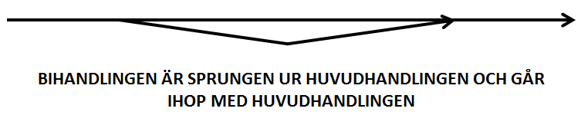 BIHANDLINGEN ÄR SPRUNGEN UR HUVUDHANDLINGEN OCH GÅR
IHOP MED HUVUDHANDLINGEN